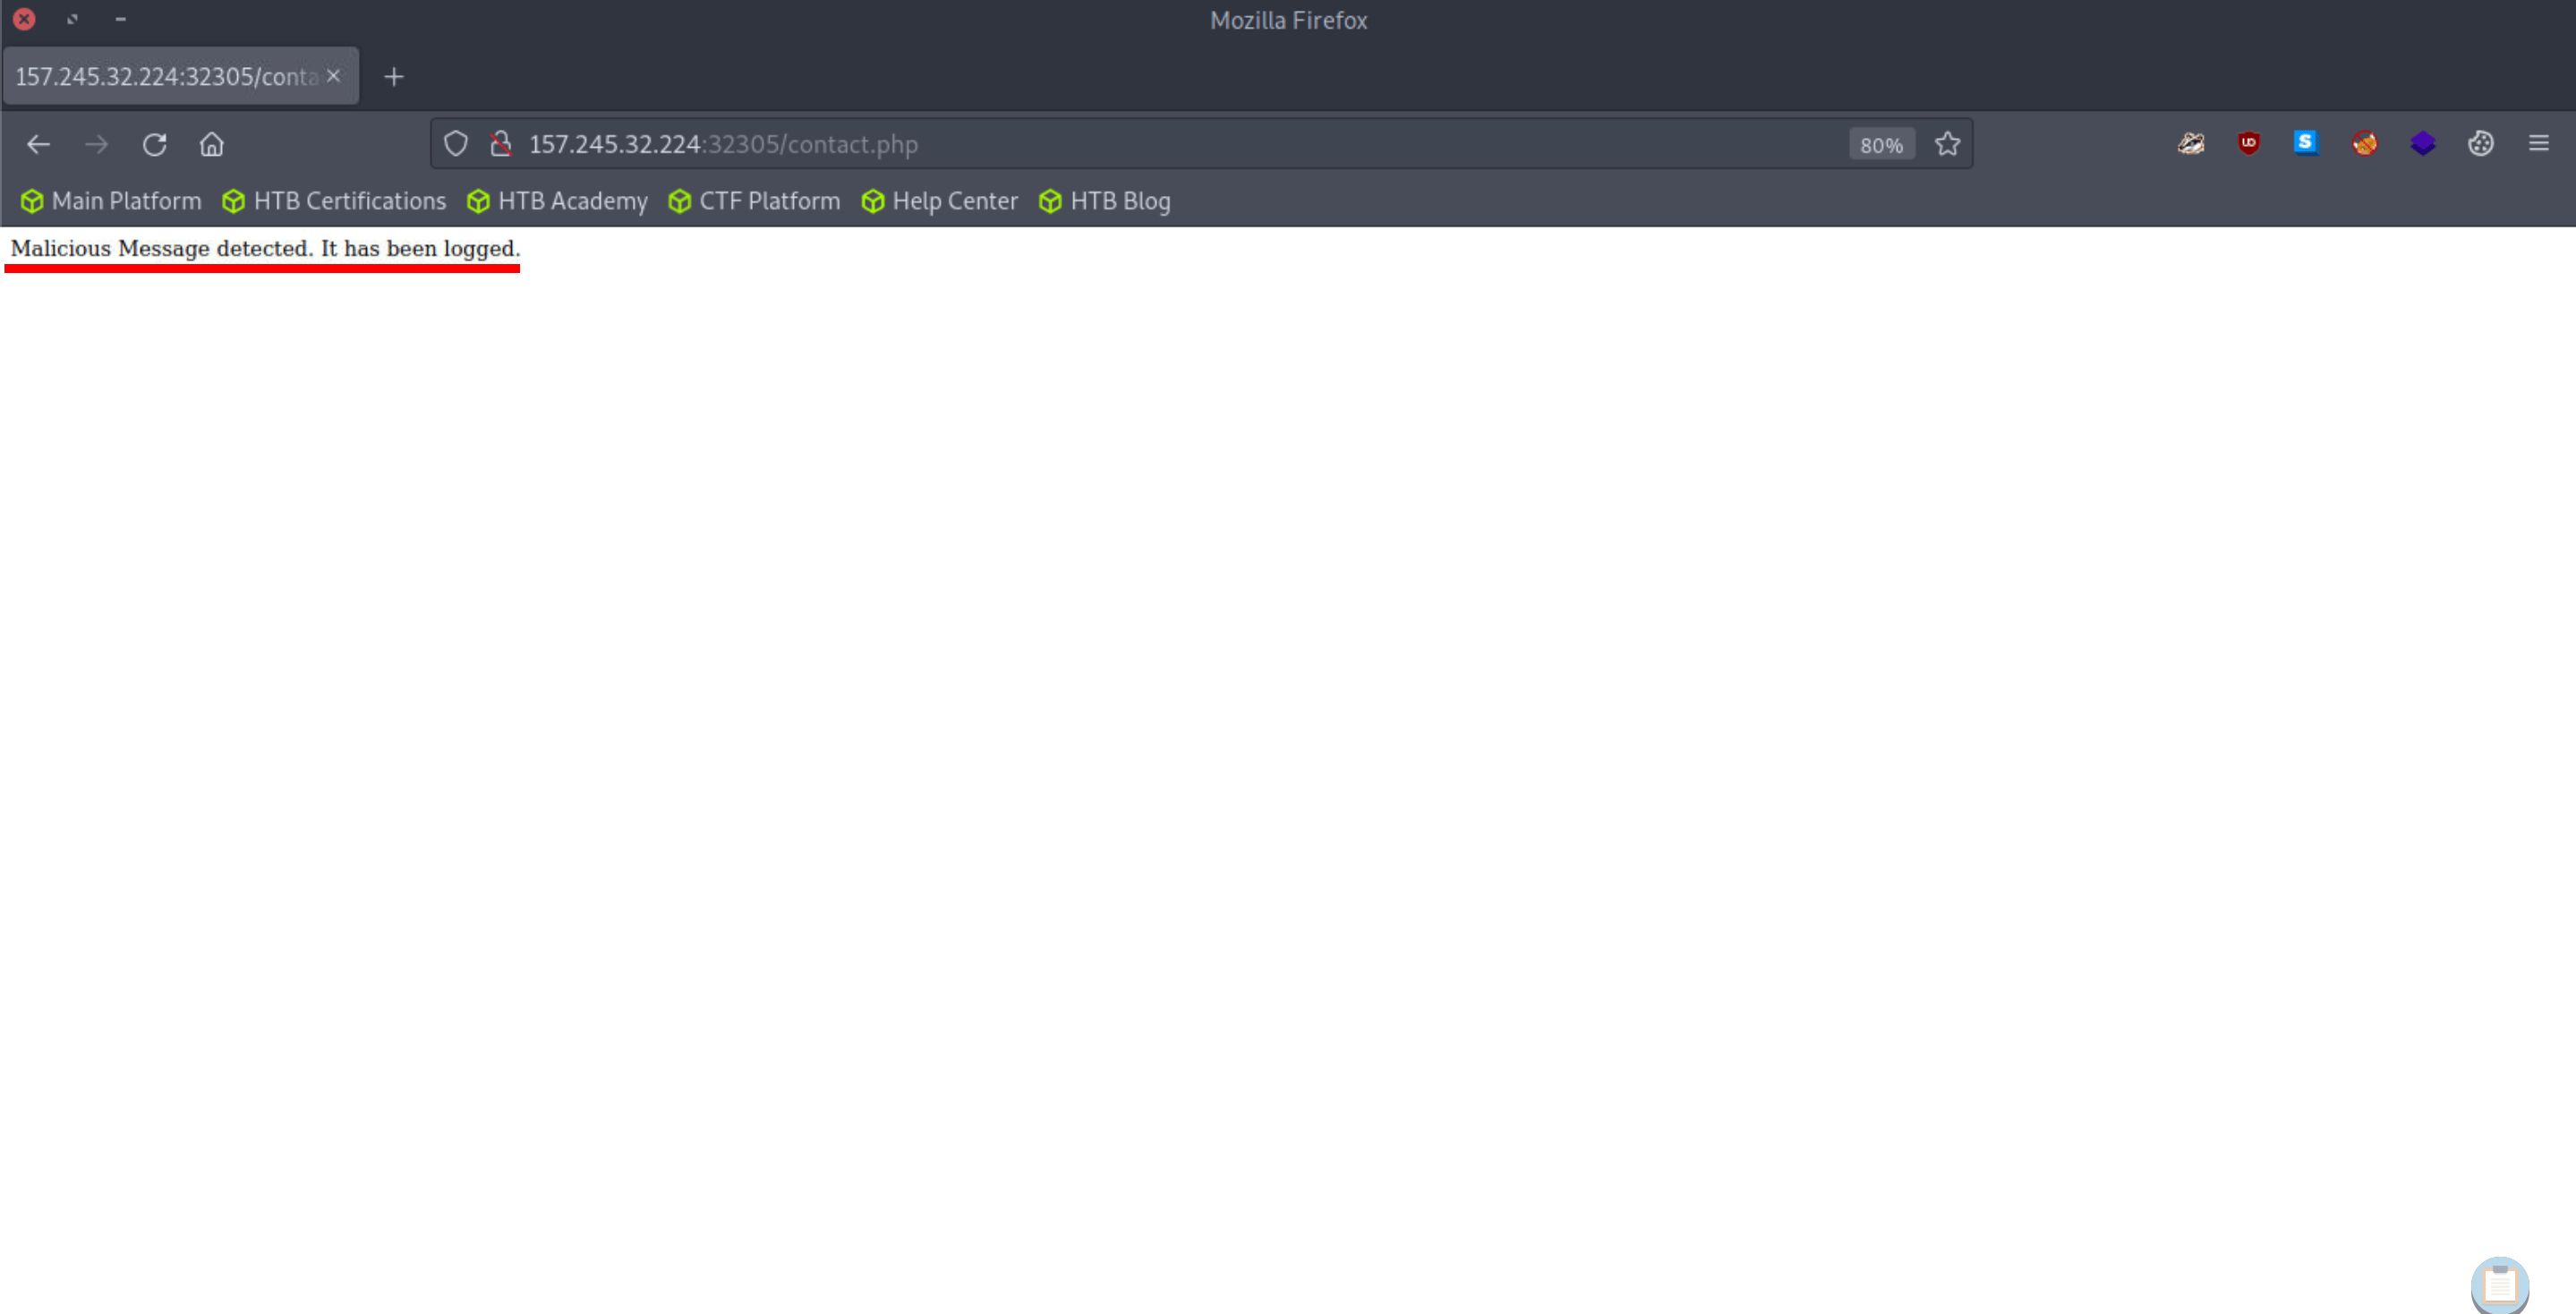 Mozilla Firefox
157.245.32.224:32305/conta
157.245.32.224:32305/contact.php 80%
Main Platform HTB Certifications HTB Academy CTF Platform Help Center HTB Blog
Malicious Message detected. It has been logged.